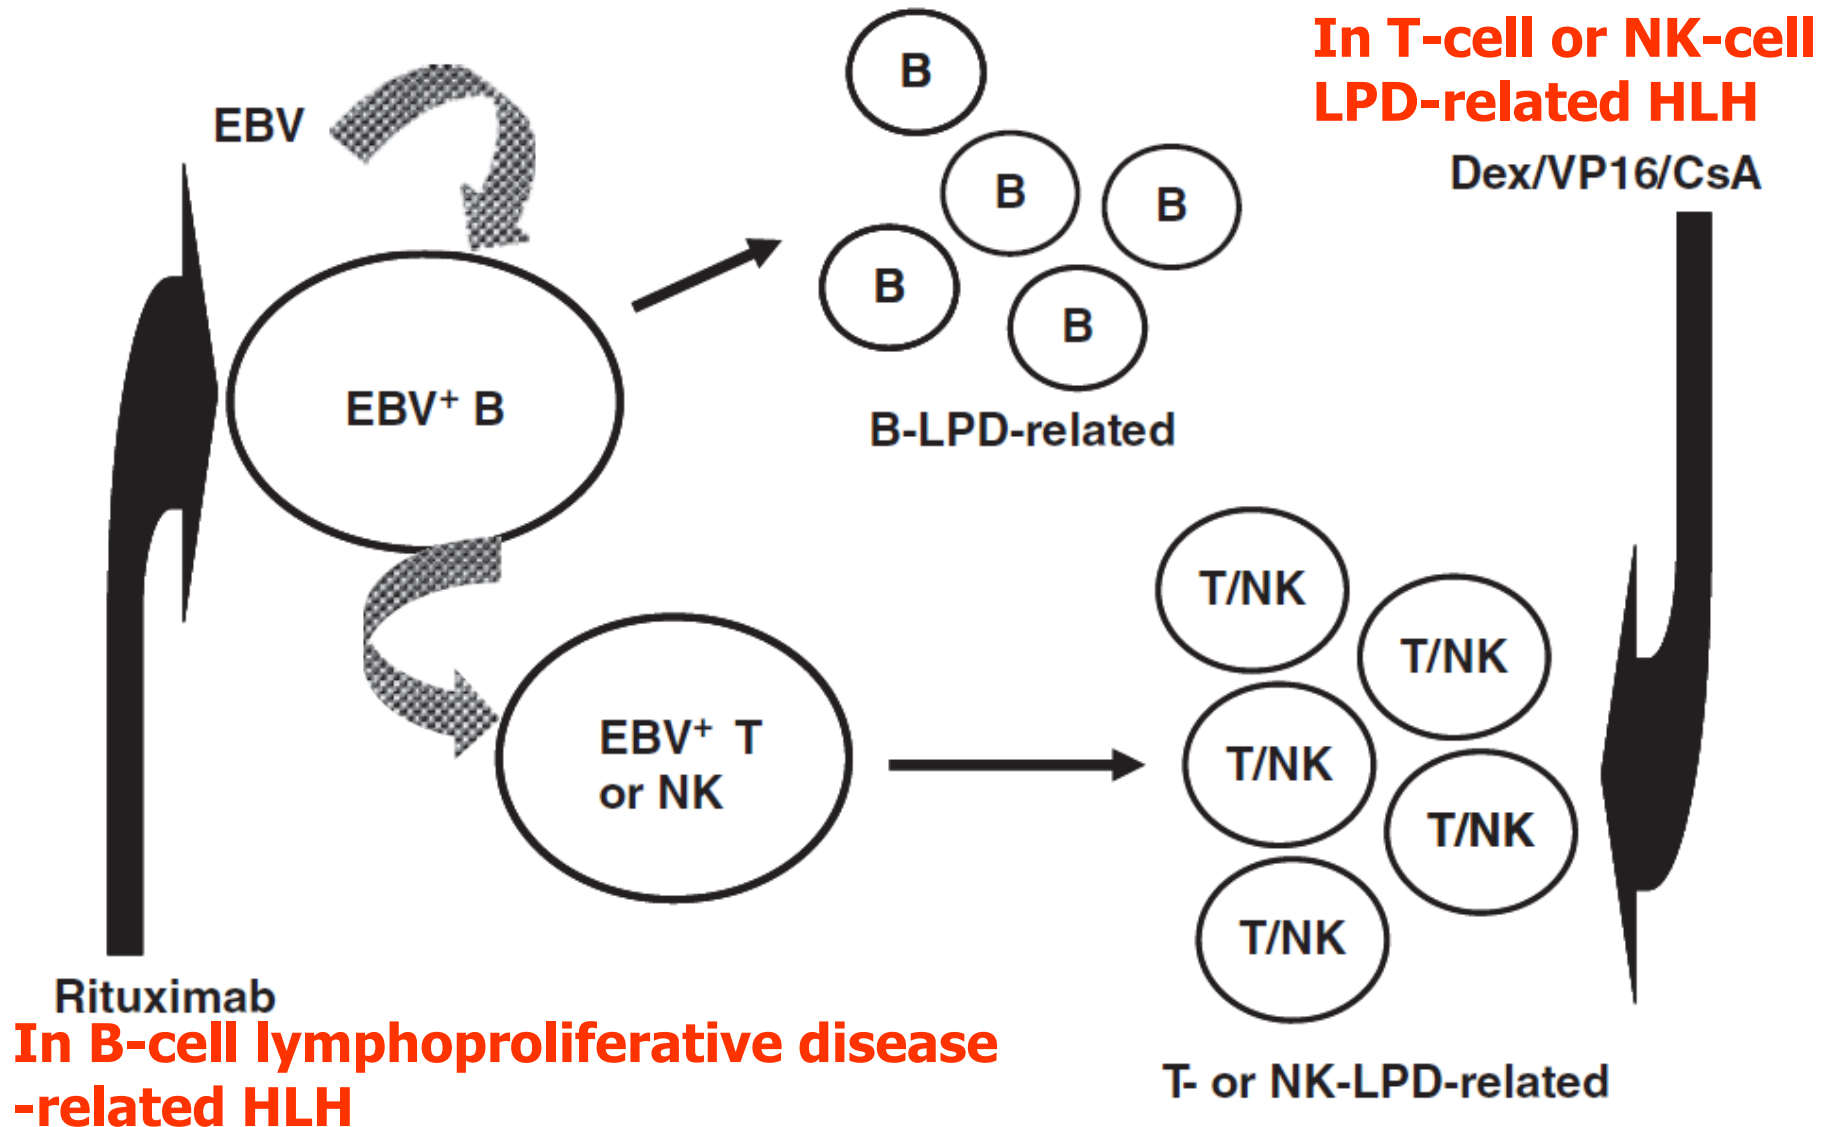 In T-cell or NK-cell
LPD-related HLH
Dex/VP16/CsA
EBV
B
B
B
B
B
B-LPD-related
EBV⁺ B
EBV⁺ T
or NK
T/NK
T/NK
T/NK
T/NK
T/NK
T- or NK-LPD-related
Rituximab
In B-cell lymphoproliferative disease
-related HLH